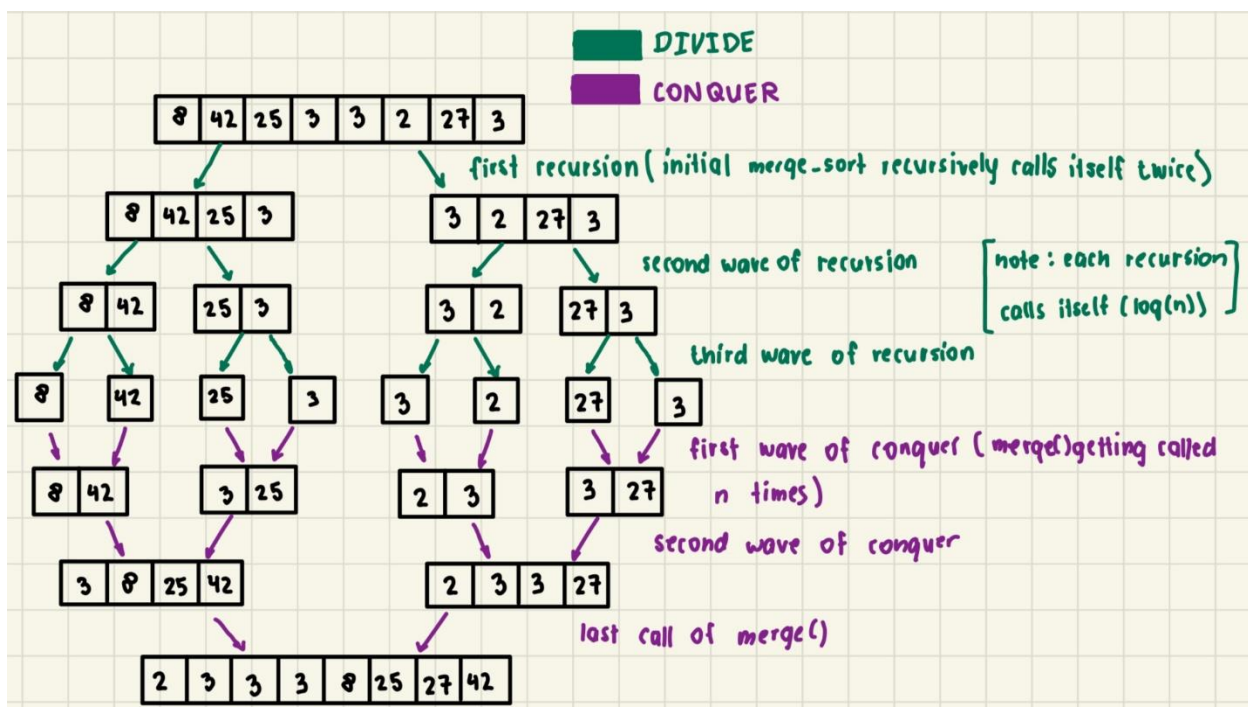 DIVIDE
CONQUER
8 42 25 3 3 2 27 3
first recursion (initial merge-sort recursively calls itself twice)
8 42 25 3 3 2 27 3
second wave of recursion
[note: each recursion
calls itself (log(n))]
8 42 25 3 3 2 27 3
third wave of recursion
8 42 25 3 3 2 27 3
first wave of conquer (merge()getting called
n times)
8 42 3 25 2 3 3 27
second wave of conquer
3 8 25 42 2 3 3 27
last call of merge()
2 3 3 3 8 25 27 42